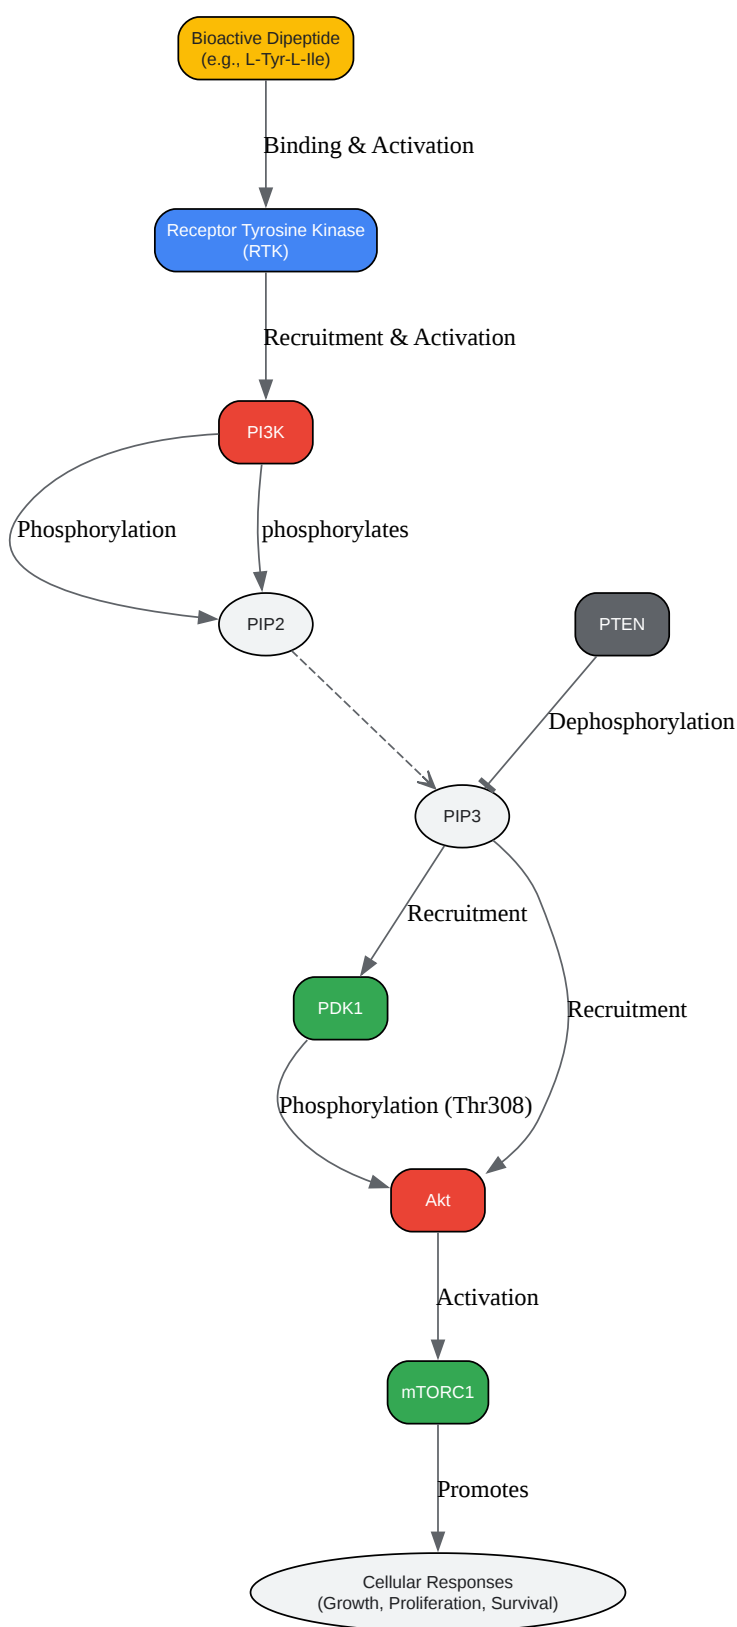 Bioactive Dipeptide
(e.g., L-Tyr-L-Ile)
Binding & Activation
Receptor Tyrosine Kinase
(RTK)
Recruitment & Activation
PI3K
Phosphorylation
phosphorylates
PIP2
PTEN
Dephosphorylation
PIP3
Recruitment
PDK1
Recruitment
Phosphorylation (Thr308)
Akt
Activation
mTORC1
Promotes
Cellular Responses
(Growth, Proliferation, Survival)